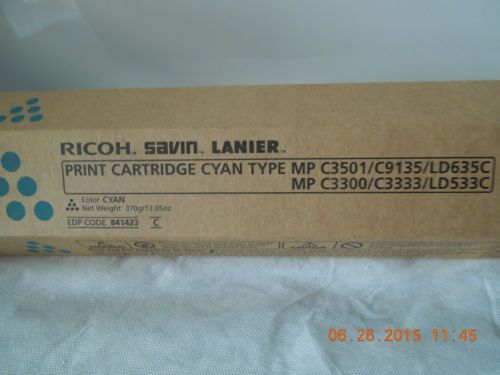 RICOH. savin. LANIER™
PRINT CARTRIDGE CYAN TYPE MP C3501/C9135/LD635C
MP C3300/C3333/LD533C
Color CYAN
Net Weight 370g/13.05oz
EDP CODE 841423 C
06.26.2015 11:45